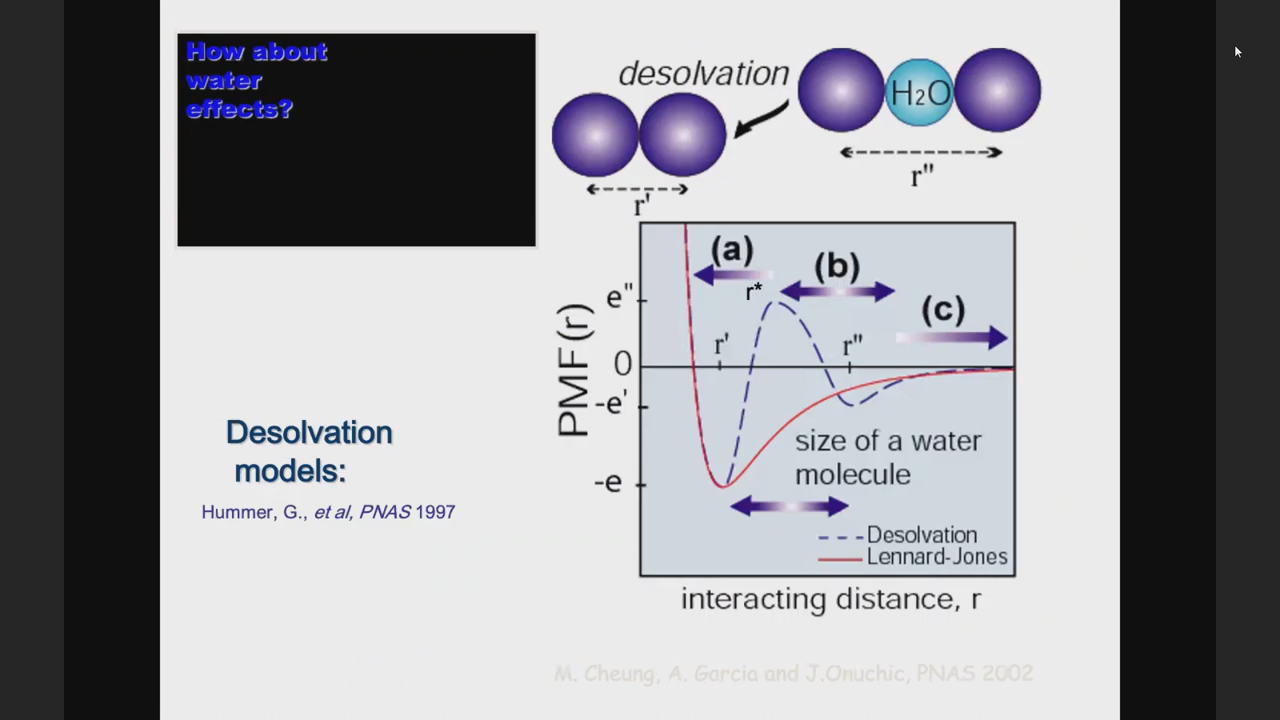 How about
water
effects?
desolvation
H2O
r'
r"
(a)
(b)
(c)
r*
e"
r'
r"
0
PMF(r)
-e'
-e
size of a water
molecule
Desolvation
Lennard-Jones
interacting distance, r
Desolvation
models:
Hummer, G., et al, PNAS 1997
M. Cheung, A. Garcia and J.Onuchic, PNAS 2002